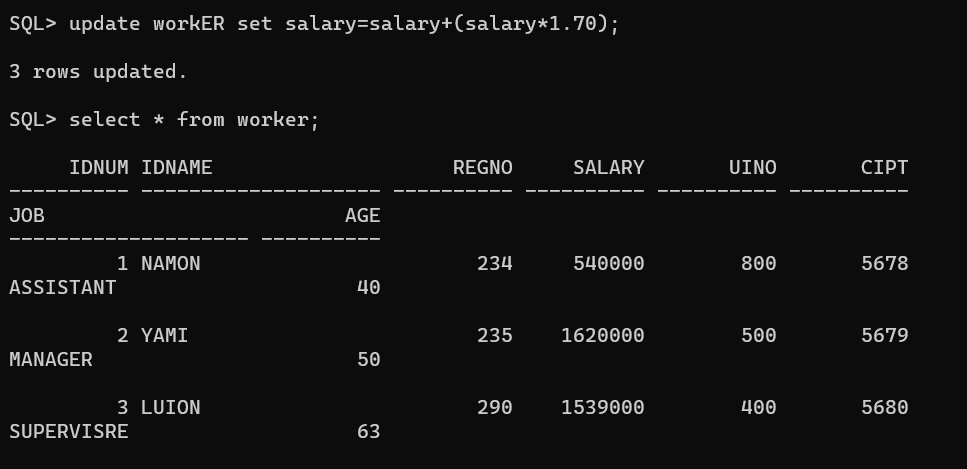 SQL> update workER set salary=salary+(salary*1.70);
3 rows updated.
SQL> select * from worker;
     IDNUM IDNAME                    REGNO     SALARY       UINO       CIPT
---------- -------------------- ---------- ---------- ---------- ----------
JOB                         AGE
-------------------- ----------
         1 NAMON                       234     540000        800       5678
ASSISTANT                    40
         2 YAMI                        235    1620000        500       5679
MANAGER                      50
         3 LUION                       290    1539000        400       5680
SUPERVISRE                   63